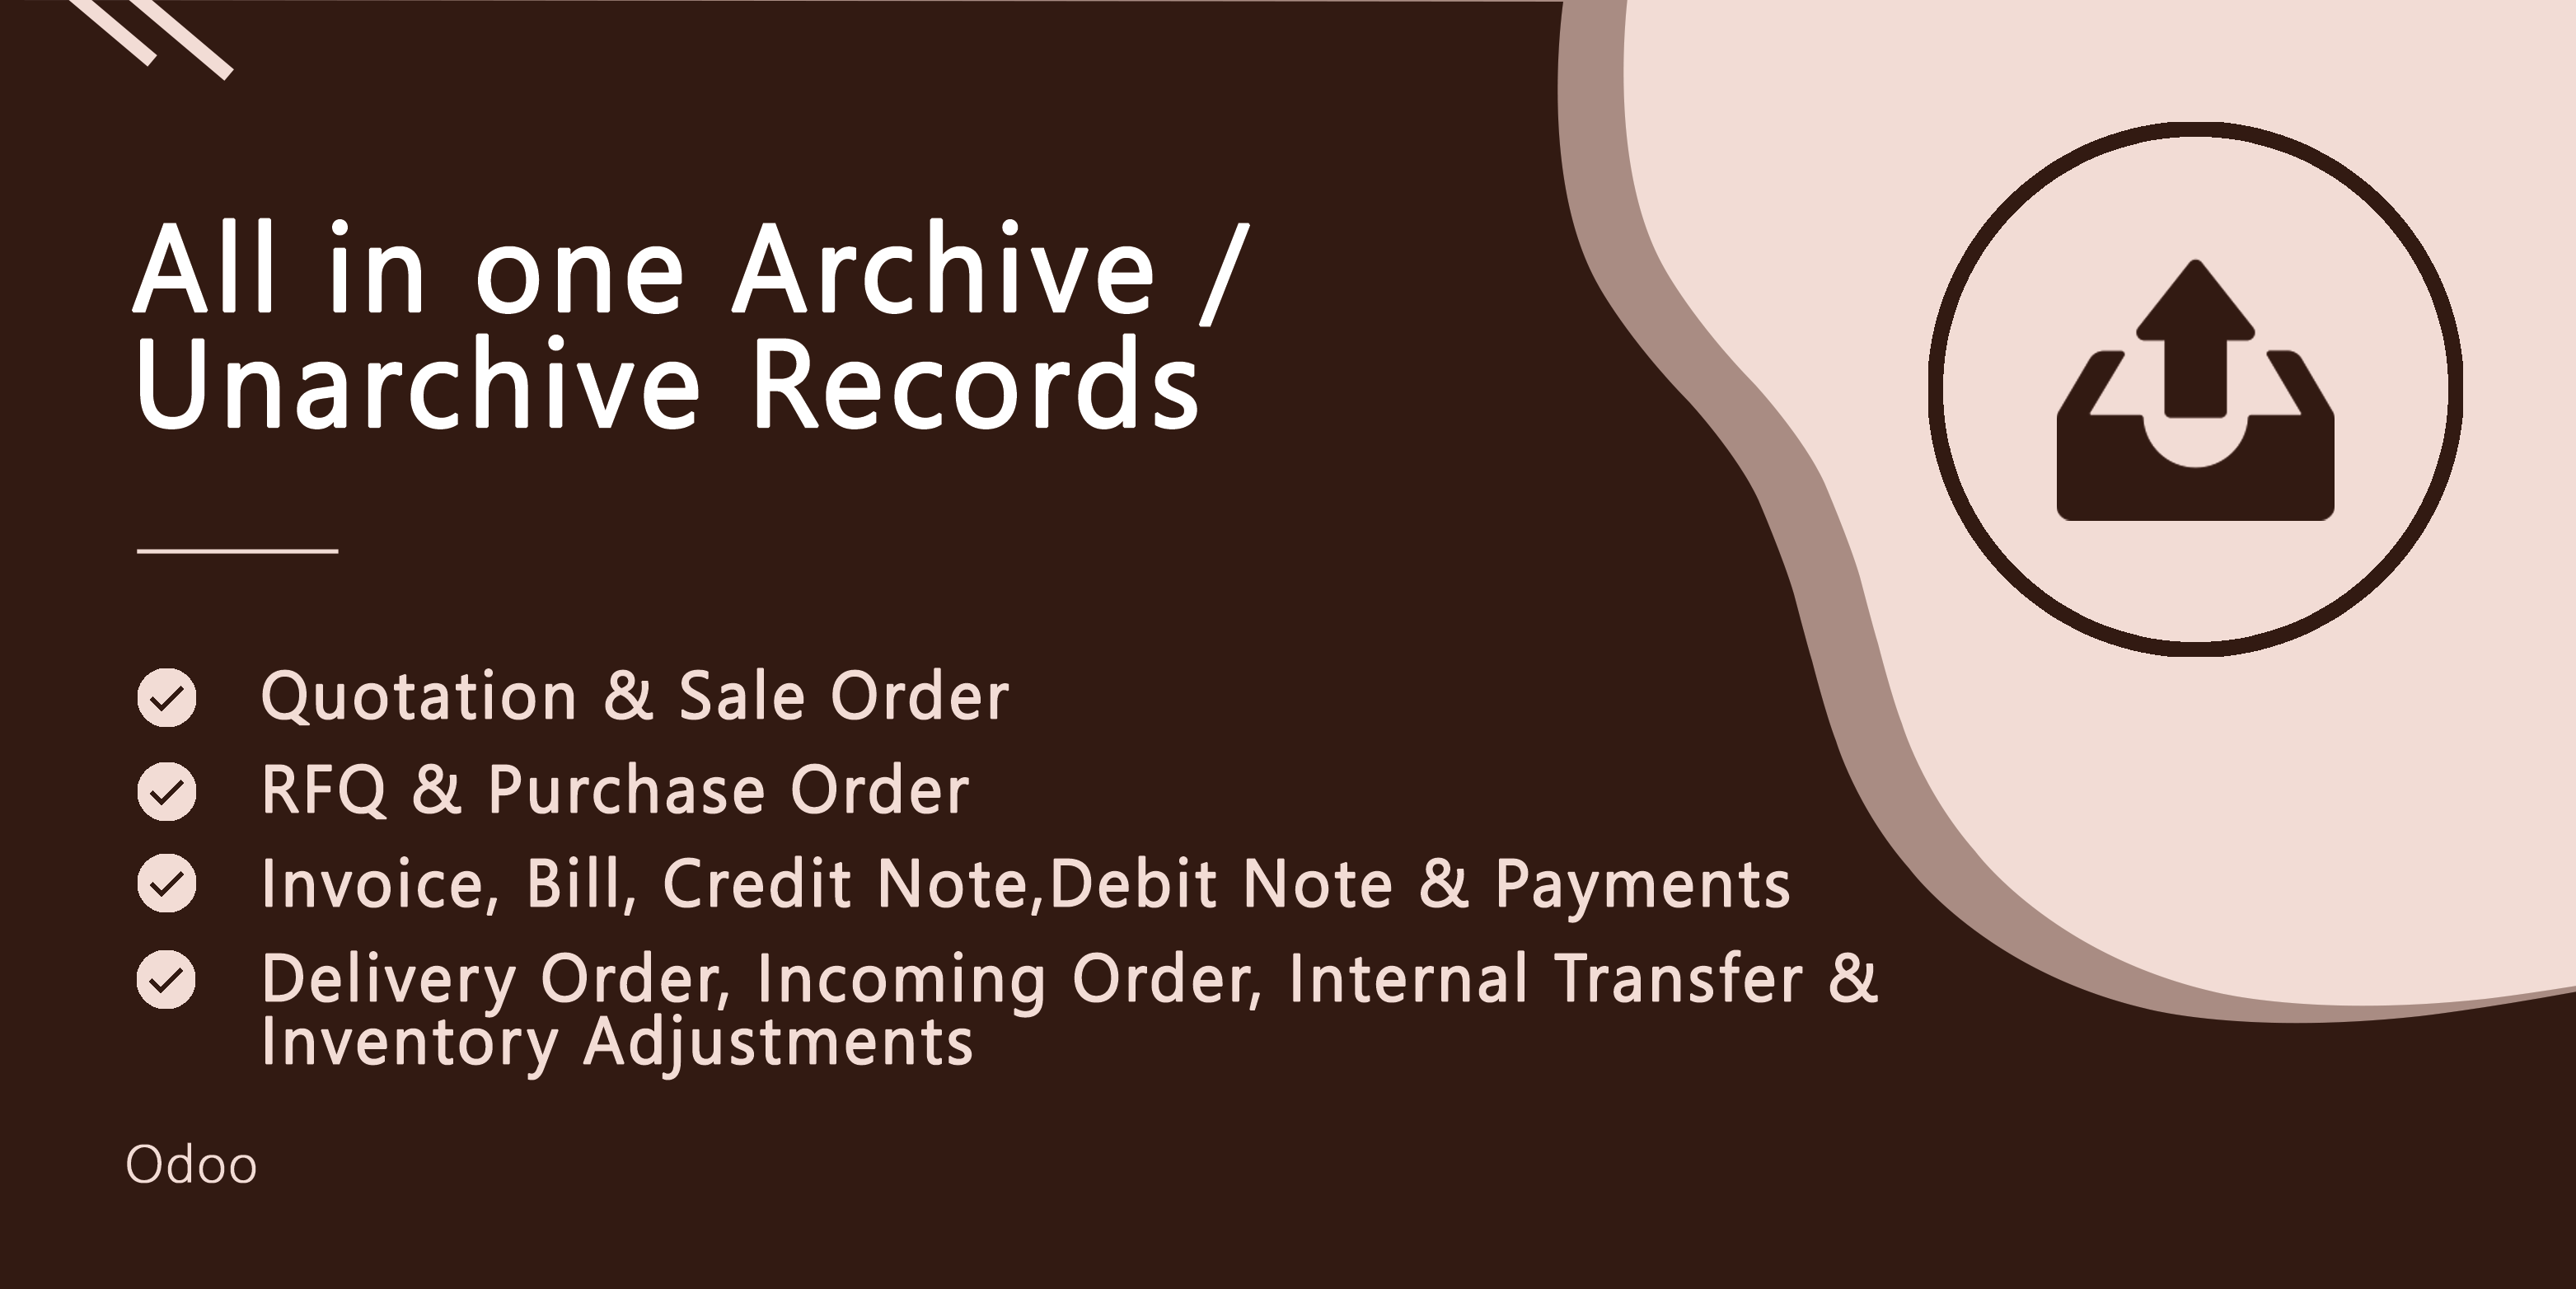 All in one Archive /
Unarchive Records
Quotation & Sale Order
RFQ & Purchase Order
Invoice, Bill, Credit Note,Debit Note & Payments
Delivery Order, Incoming Order, Internal Transfer &
Inventory Adjustments
Odoo